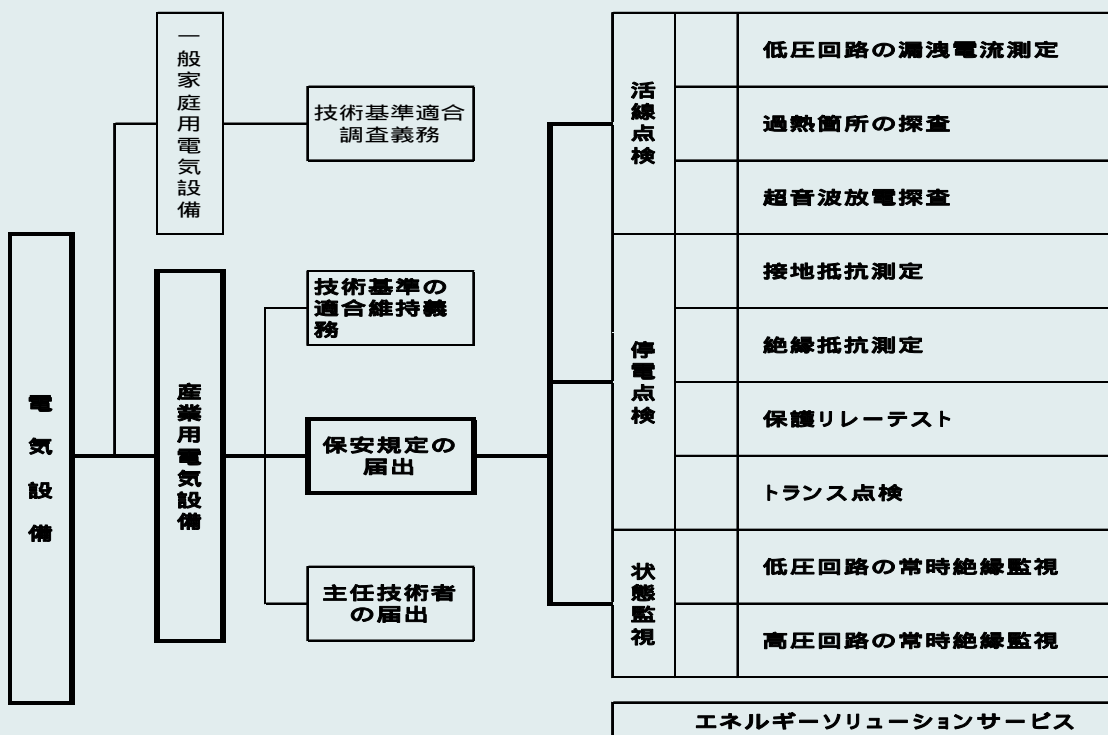 電気設備
一般家庭用電気設備
技術基準適合
調査義務
産業用電気設備
技術基準の
適合維持義
務
保安規定の
届出
主任技術者
の届出
活線点検
低圧回路の漏洩電流測定
過熱箇所の探査
超音波放電探査
停電点検
接地抵抗測定
絶縁抵抗測定
保護リレーテスト
トランス点検
状態監視
低圧回路の常時絶縁監視
高圧回路の常時絶縁監視
エネルギーソリューションサービス